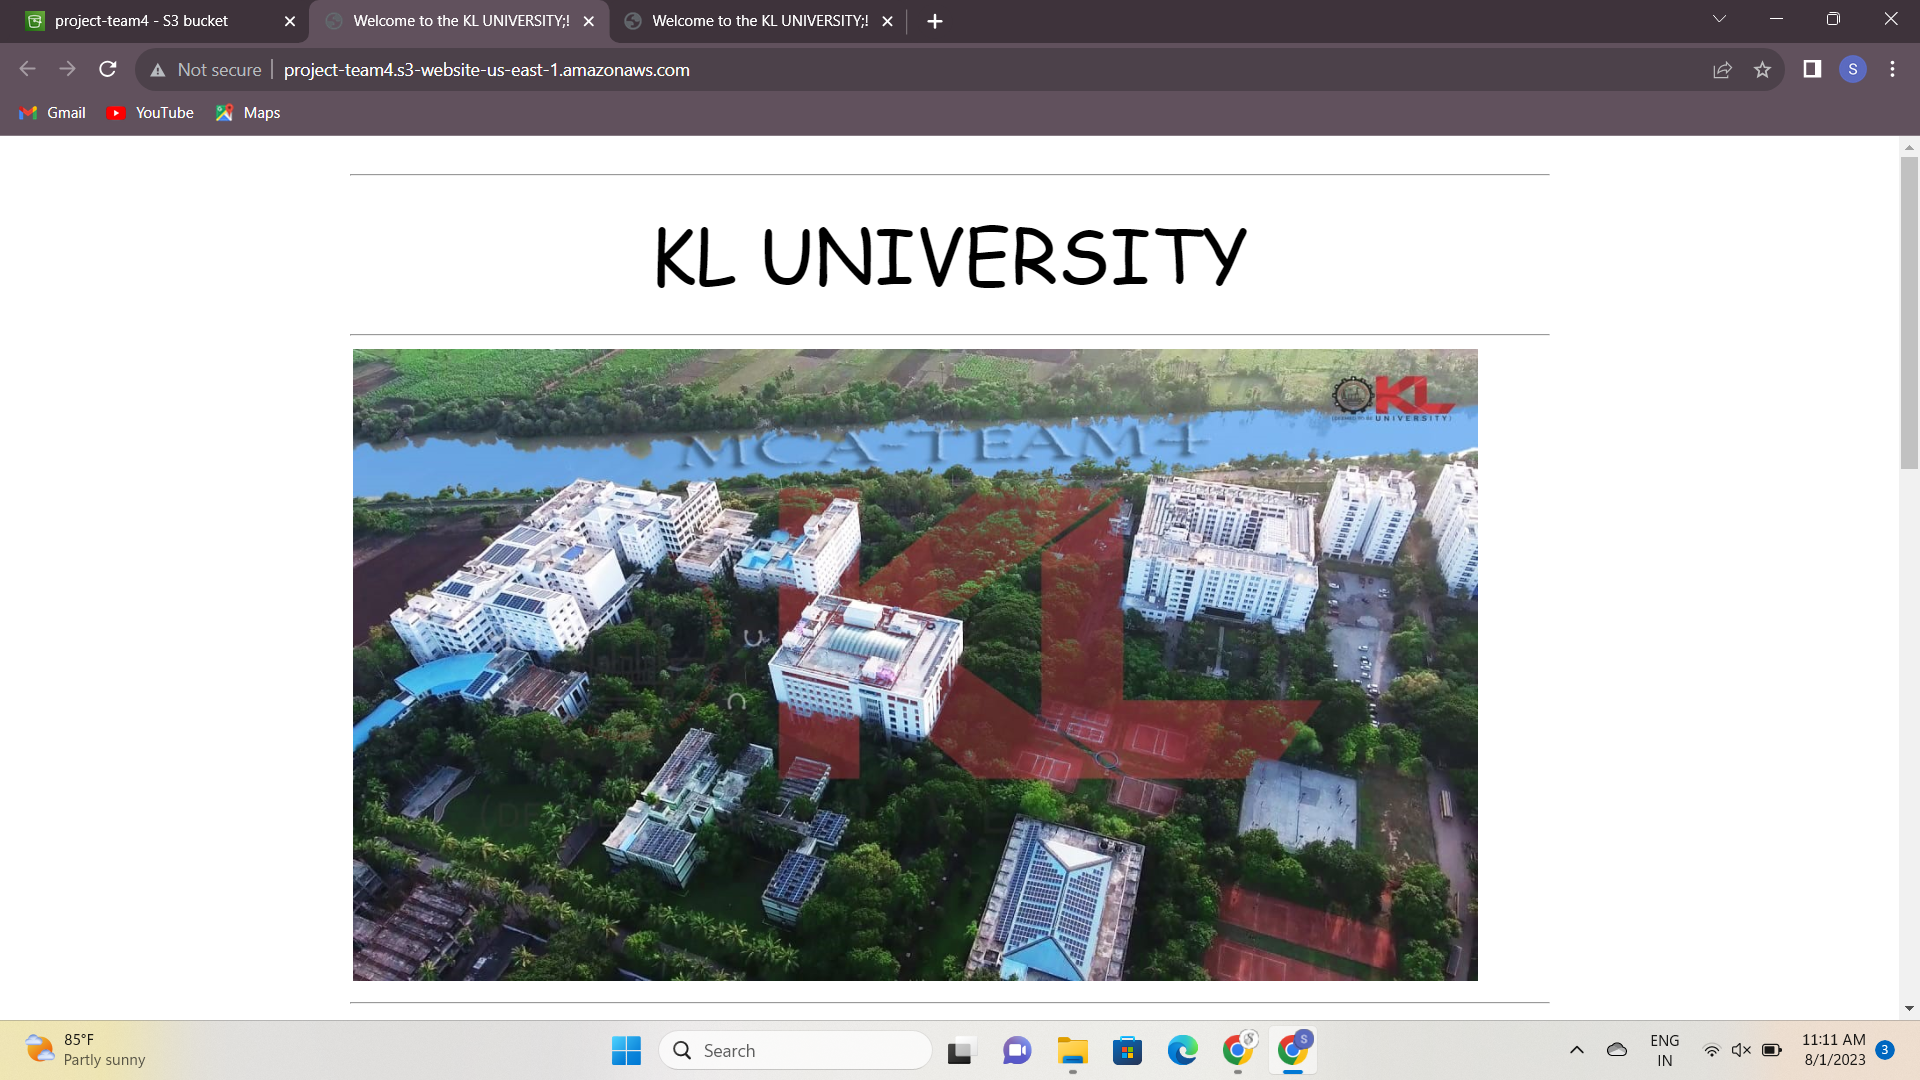 project-team4 - S3 bucket
Welcome to the KL UNIVERSITY;!
Welcome to the KL UNIVERSITY;!
Not secure
project-team4.s3-website-us-east-1.amazonaws.com
S
Gmail
YouTube
Maps
KL UNIVERSITY
KL
UNIVERSITY)
MCA-TEAM4
KL
85°F
Partly sunny
Search
S
S
ENG
IN
11:11 AM
8/1/2023
3